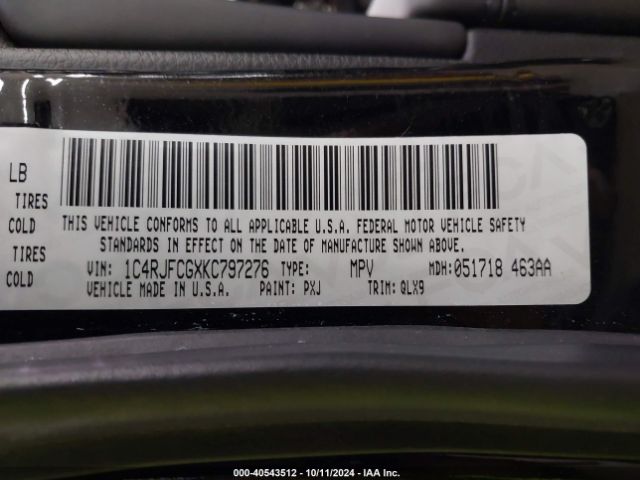 LB
TIRES
COLD
TIRES
COLD
THIS VEHICLE CONFORMS TO ALL APPLICABLE U.S.A. FEDERAL MOTOR VEHICLE SAFETY
STANDARDS IN EFFECT ON THE DATE OF MANUFACTURE SHOWN ABOVE.
VIN: 1C4RJFCGXKC797276 TYPE: MPV MDH:051718 463AA
VEHICLE MADE IN U.S.A. PAINT: PXJ TRIM:QLX9
000-40543512 - 10/11/2024 - IAA Inc.